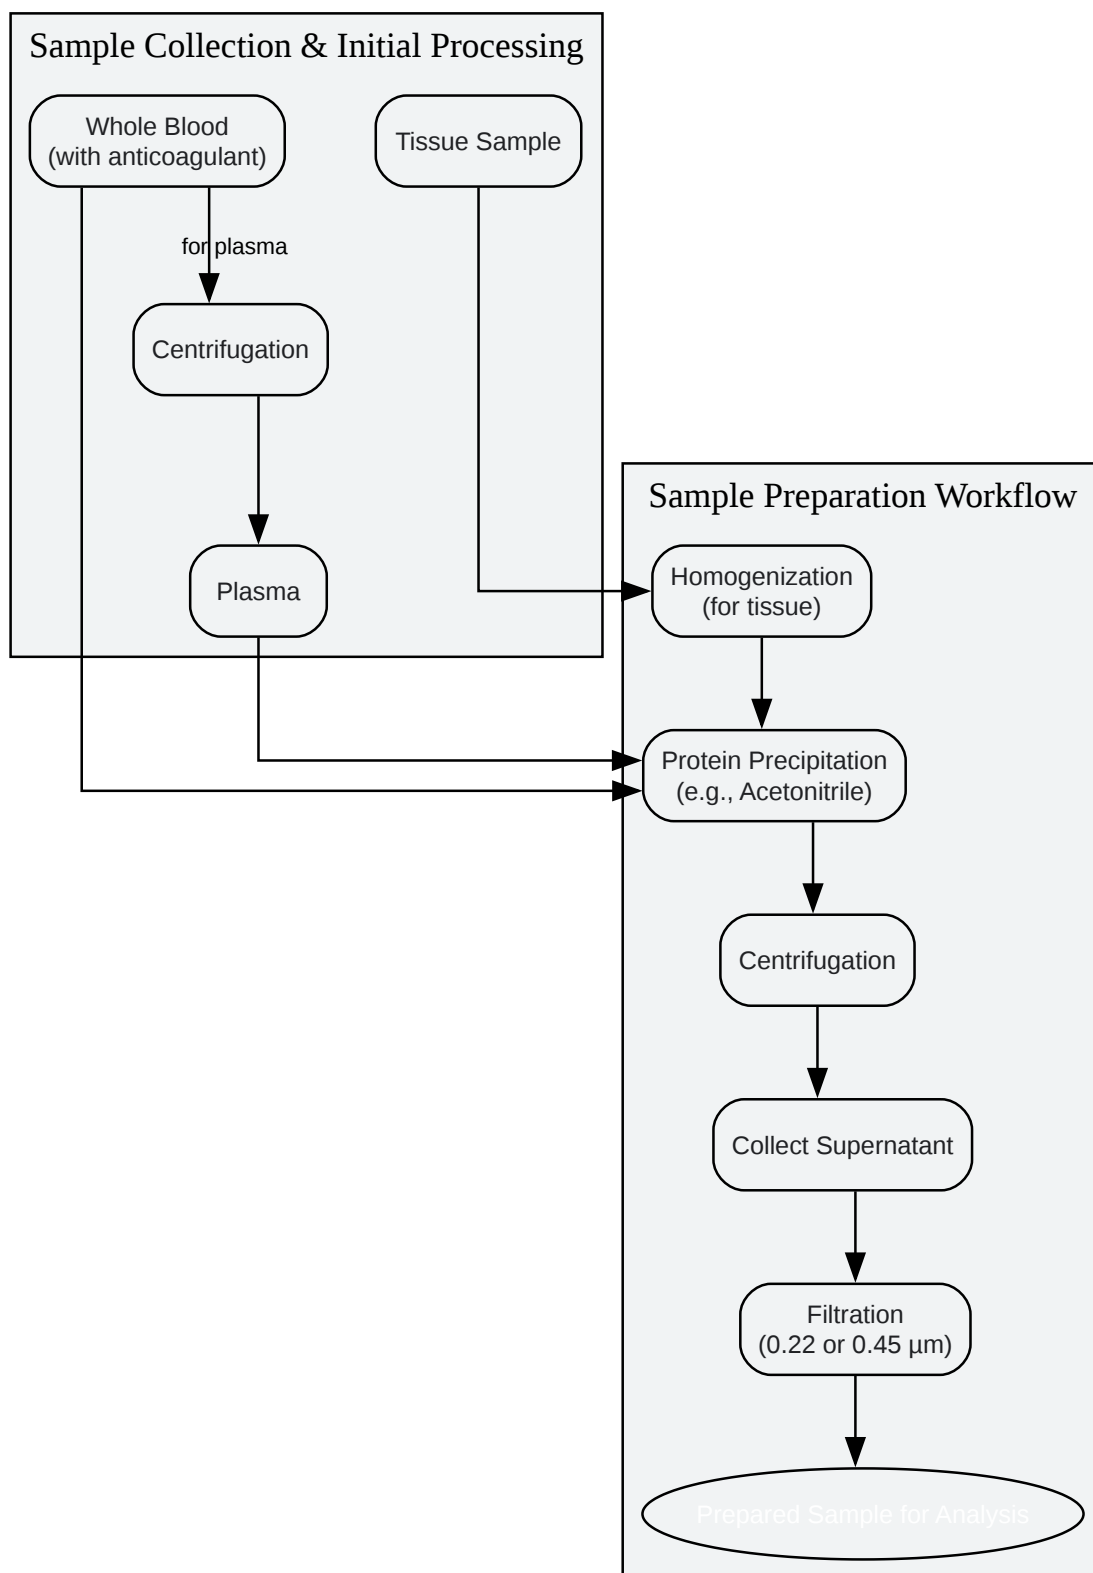 Sample Collection & Initial Processing
Whole Blood
(with anticoagulant)
Tissue Sample
for plasma
Centrifugation
Plasma
Sample Preparation Workflow
Homogenization
(for tissue)
Protein Precipitation
(e.g., Acetonitrile)
Centrifugation
Collect Supernatant
Filtration
(0.22 or 0.45 µm)
Prepared Sample for Analysis